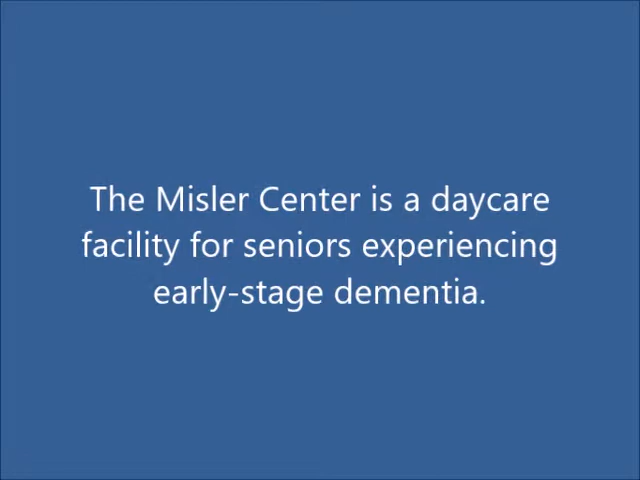 The Misler Center is a daycare
facility for seniors experiencing
early-stage dementia.